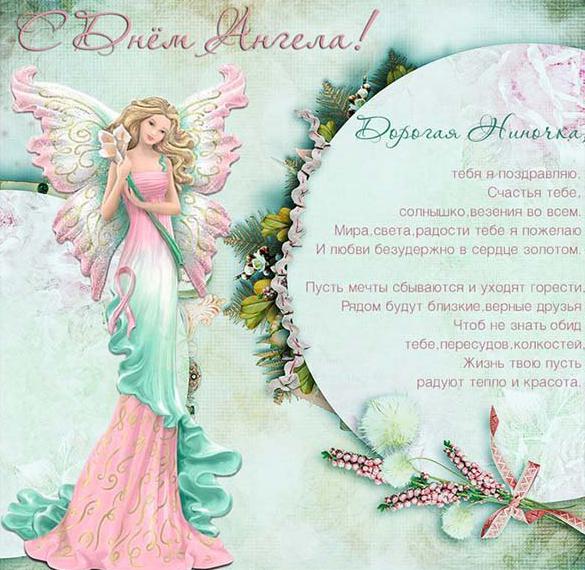 С Днём Ангела!
Дорогая Ниночка,
тебя я поздравляю.
Счастья тебе,
солнышко,везения во всем.
Мира,света,радости тебе я пожелаю
И любви безудержно в сердце золотом.
Пусть мечты сбываются и уходят горести,
Рядом будут близкие,верные друзья
Чтоб не знать обид
тебе,пересудов,колкостей,
Жизнь твою пусть
радуют тепло и красота.